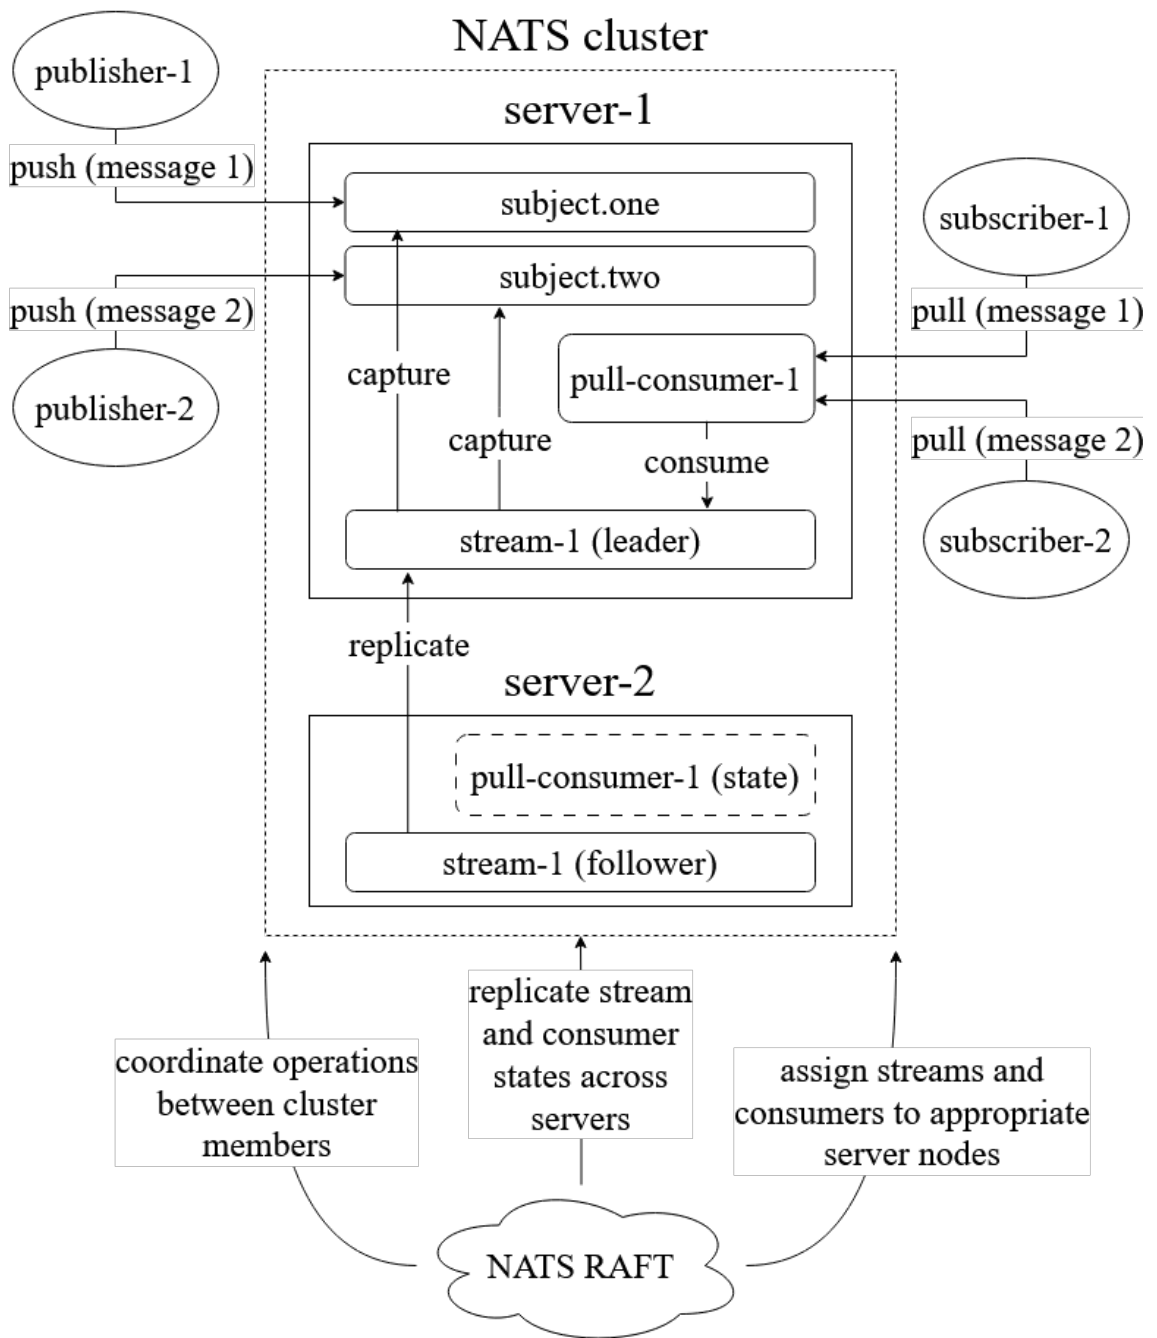 NATS cluster
publisher-1
server-1
push (message 1)
subject.one
subscriber-1
subject.two
push (message 2)
pull (message 1)
capture
pull-consumer-1
publisher-2
capture
pull (message 2)
consume
stream-1 (leader)
subscriber-2
replicate
server-2
pull-consumer-1 (state)
stream-1 (follower)
coordinate operations
between cluster
members
replicate stream
and consumer
states across
servers
assign streams and
consumers to appropriate
server nodes
NATS RAFT